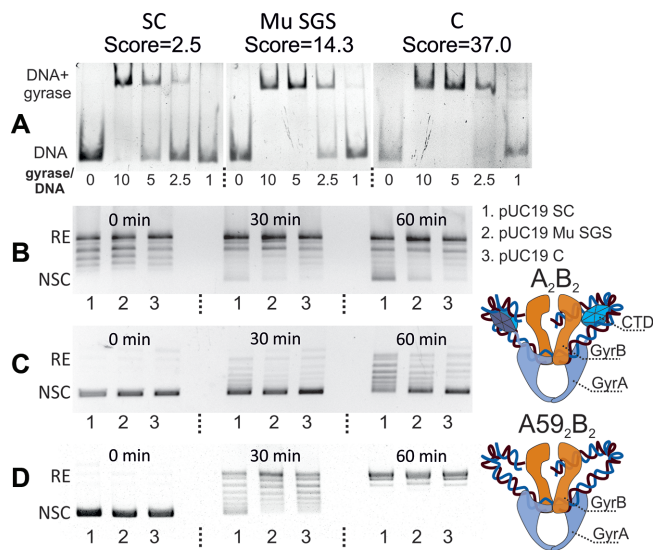 SC Mu SGS C
Score=2.5 Score=14.3 Score=37.0
DNA+
gyrase
A
DNA
gyrase/
DNA
0 10 5 2.5 1 0 10 5 2.5 1 0 10 5 2.5 1
0 min 30 min 60 min
RE
B
NSC
1 2 3 1 2 3 1 2 3
1. pUC19 SC
2. pUC19 Mu SGS
3. pUC19 C
A₂B₂
CTD
GyrB
GyrA
0 min 30 min 60 min
RE
C
NSC
1 2 3 1 2 3 1 2 3
0 min 30 min 60 min
RE
D
NSC
1 2 3 1 2 3 1 2 3
A59₂B₂
GyrB
GyrA